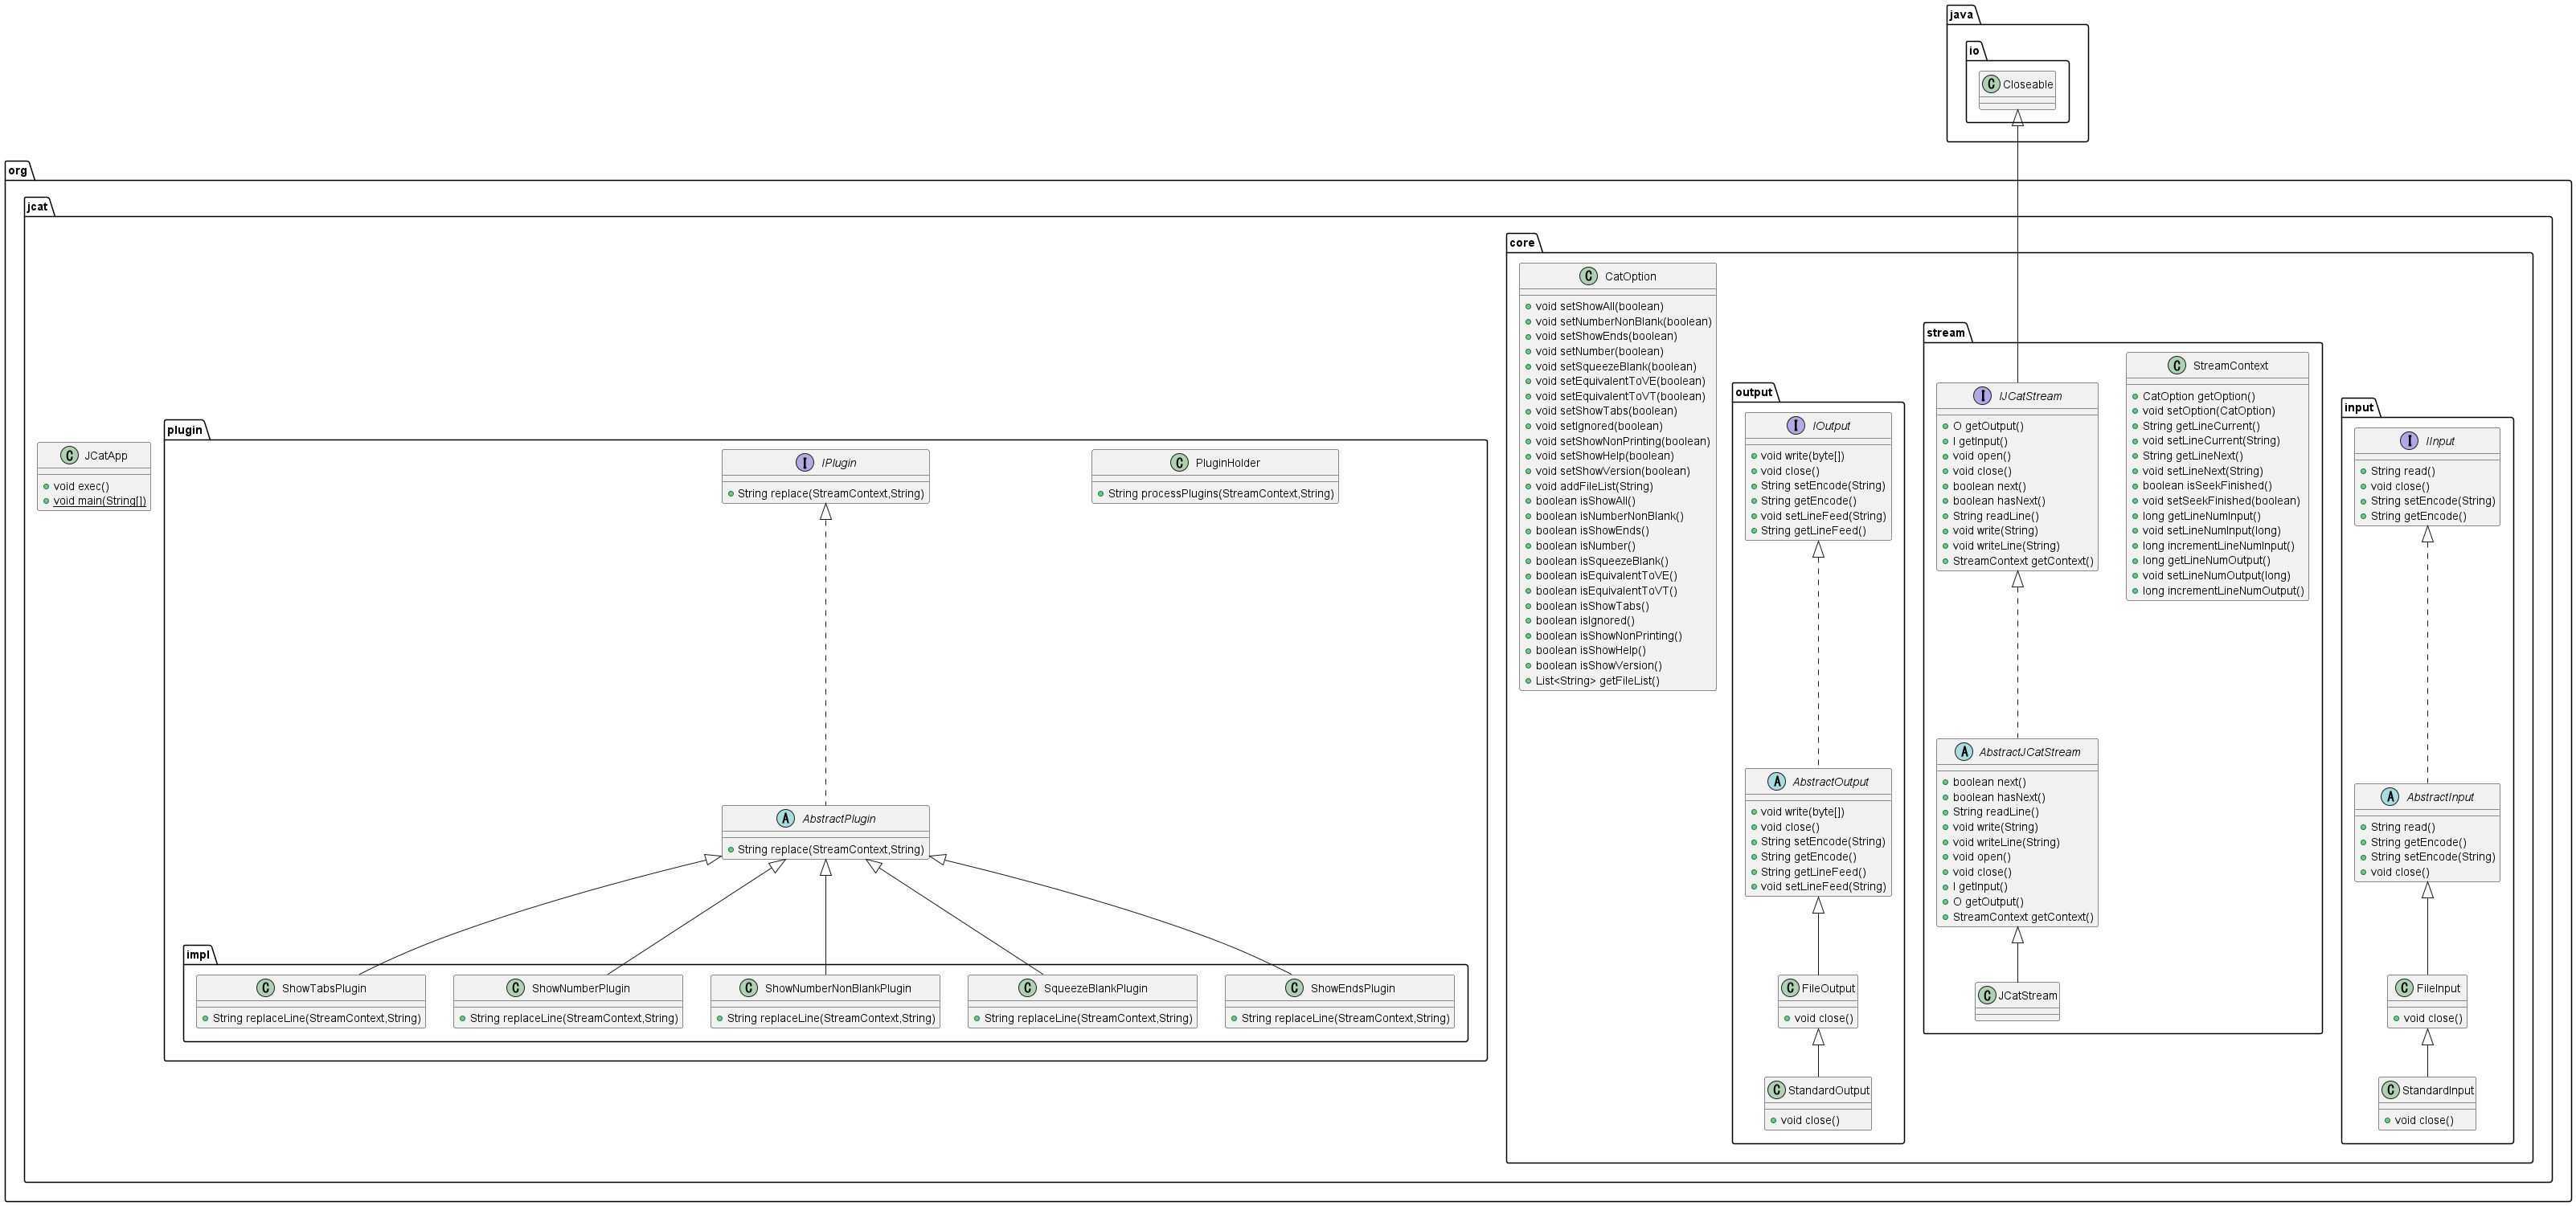 java
io
C Closeable
org
jcat
core
C CatOption
void setShowAll(boolean)
void setNumberNonBlank(boolean)
void setShowEnds(boolean)
void setNumber(boolean)
void setSqueezeBlank(boolean)
void setEquivalentToVE(boolean)
void setEquivalentToVT(boolean)
void setShowTabs(boolean)
void setIgnored(boolean)
void setShowNonPrinting(boolean)
void setShowHelp(boolean)
void setShowVersion(boolean)
void addFileList(String)
boolean isShowAll()
boolean isNumberNonBlank()
boolean isShowEnds()
boolean isNumber()
boolean isSqueezeBlank()
boolean isEquivalentToVE()
boolean isEquivalentToVT()
boolean isShowTabs()
boolean isIgnored()
boolean isShowNonPrinting()
boolean isShowHelp()
boolean isShowVersion()
List<String> getFileList()
stream
I IJCatStream
O getOutput()
I getInput()
void open()
void close()
boolean next()
boolean hasNext()
String readLine()
void write(String)
void writeLine(String)
StreamContext getContext()
C StreamContext
CatOption getOption()
void setOption(CatOption)
String getLineCurrent()
void setLineCurrent(String)
String getLineNext()
void setLineNext(String)
boolean isSeekFinished()
void setSeekFinished(boolean)
long getLineNumInput()
void setLineNumInput(long)
long incrementLineNumInput()
long getLineNumOutput()
void setLineNumOutput(long)
long incrementLineNumOutput()
A AbstractJCatStream
boolean next()
boolean hasNext()
String readLine()
void write(String)
void writeLine(String)
void open()
void close()
I getInput()
O getOutput()
StreamContext getContext()
C JCatStream
output
I IOutput
void write(byte[])
void close()
String setEncode(String)
String getEncode()
void setLineFeed(String)
String getLineFeed()
A AbstractOutput
void write(byte[])
void close()
String setEncode(String)
String getEncode()
String getLineFeed()
void setLineFeed(String)
C FileOutput
void close()
C StandardOutput
void close()
input
I IInput
String read()
void close()
String setEncode(String)
String getEncode()
A AbstractInput
String read()
String getEncode()
String setEncode(String)
void close()
C FileInput
void close()
C StandardInput
void close()
C JCatApp
void exec()
void main(String[])
plugin
I IPlugin
String replace(StreamContext,String)
C PluginHolder
String processPlugins(StreamContext,String)
A AbstractPlugin
String replace(StreamContext,String)
impl
C ShowTabsPlugin
String replaceLine(StreamContext,String)
C ShowNumberPlugin
String replaceLine(StreamContext,String)
C ShowNumberNonBlankPlugin
String replaceLine(StreamContext,String)
C SqueezeBlankPlugin
String replaceLine(StreamContext,String)
C ShowEndsPlugin
String replaceLine(StreamContext,String)